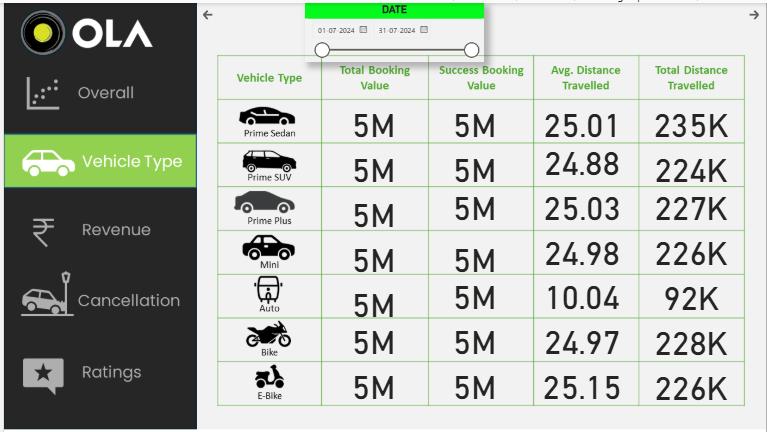 OLA
Overall
Vehicle Type
Revenue
Cancellation
Ratings
DATE
01-07-2024 31-07-2024
Vehicle Type Total Booking Value Success Booking Value Avg. Distance Travelled Total Distance Travelled
Prime Sedan 5M 5M 25.01 235K
Prime SUV 5M 5M 24.88 224K
Prime Plus 5M 5M 25.03 227K
Mini 5M 5M 24.98 226K
Auto 5M 5M 10.04 92K
Bike 5M 5M 24.97 228K
E-Bike 5M 5M 25.15 226K